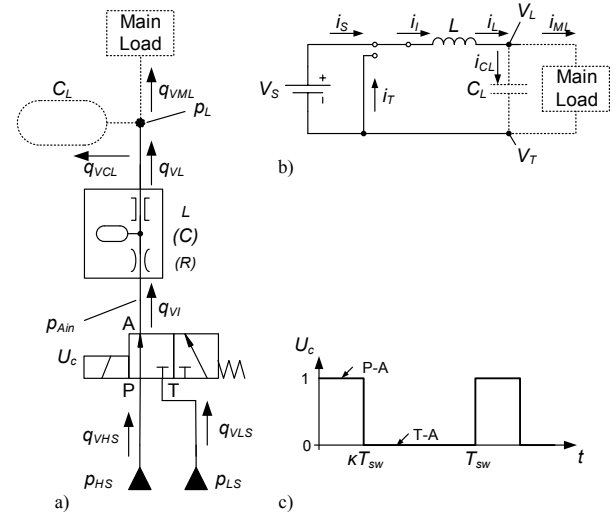 Main
Load
C_L
q_VML
p_L
q_VCL
q_VL
L
(C)
(R)
p_Ain
q_VI
A
U_c
P
T
q_VHS
q_VLS
p_HS
p_LS
a)
i_S
i_I
L
i_L
V_L
i_ML
i_CL
V_S
+
i_T
C_L
Main
Load
V_T
b)
U_c
1
P-A
T-A
0
κT_sw
T_sw
t
c)